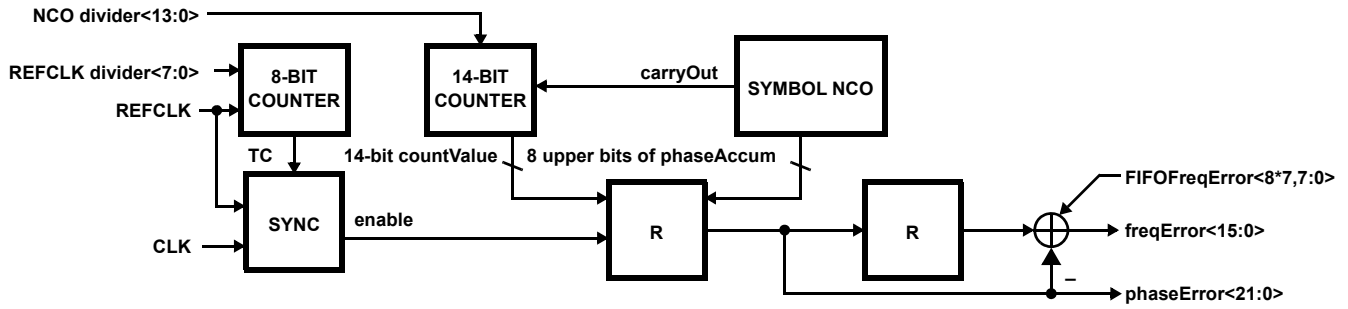 NCO divider<13:0>
REFCLK divider<7:0>
REFCLK
8-BIT
COUNTER
14-BIT
COUNTER
carryOut
SYMBOL NCO
TC
14-bit countValue
8 upper bits of phaseAccum
SYNC
CLK
enable
R
R
FIFOFreqError<8*7,7:0>
freqError<15:0>
–
phaseError<21:0>